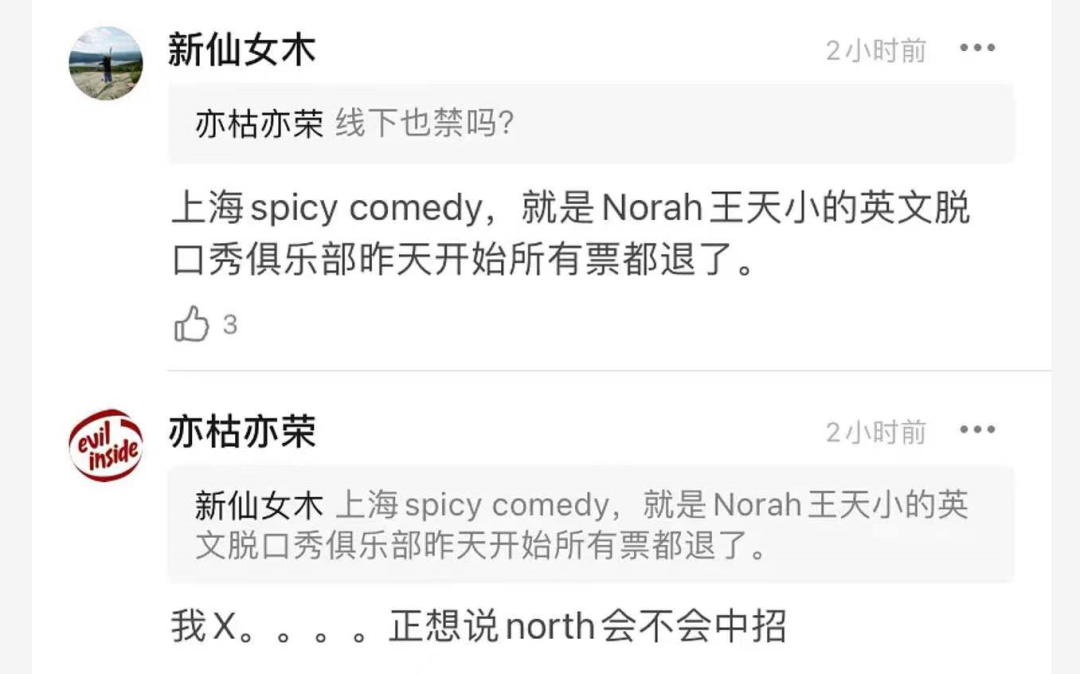 新仙女木 2小时前
亦枯亦荣 线下也禁吗?
上海spicy comedy，就是Norah王天小的英文脱
口秀俱乐部昨天开始所有票都退了。
3
亦枯亦荣 2小时前
evil
inside
新仙女木 上海spicy comedy，就是Norah王天小的英
文脱口秀俱乐部昨天开始所有票都退了。
我X。。。。正想说north会不会中招